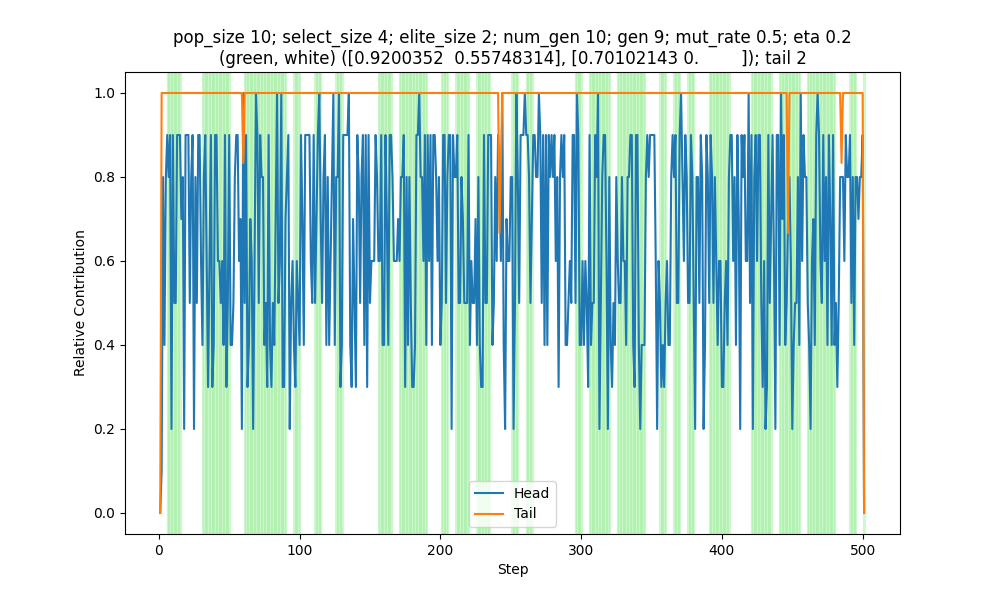 pop_size 10; select_size 4; elite_size 2; num_gen 10; gen 9; mut_rate 0.5; eta 0.2
(green, white) ([0.9200352  0.55748314], [0.70102143 0.        ]); tail 2
1.0
0.8
0.6
0.4
0.2
0.0
Relative Contribution
Head
Tail
0
100
200
300
400
500
Step